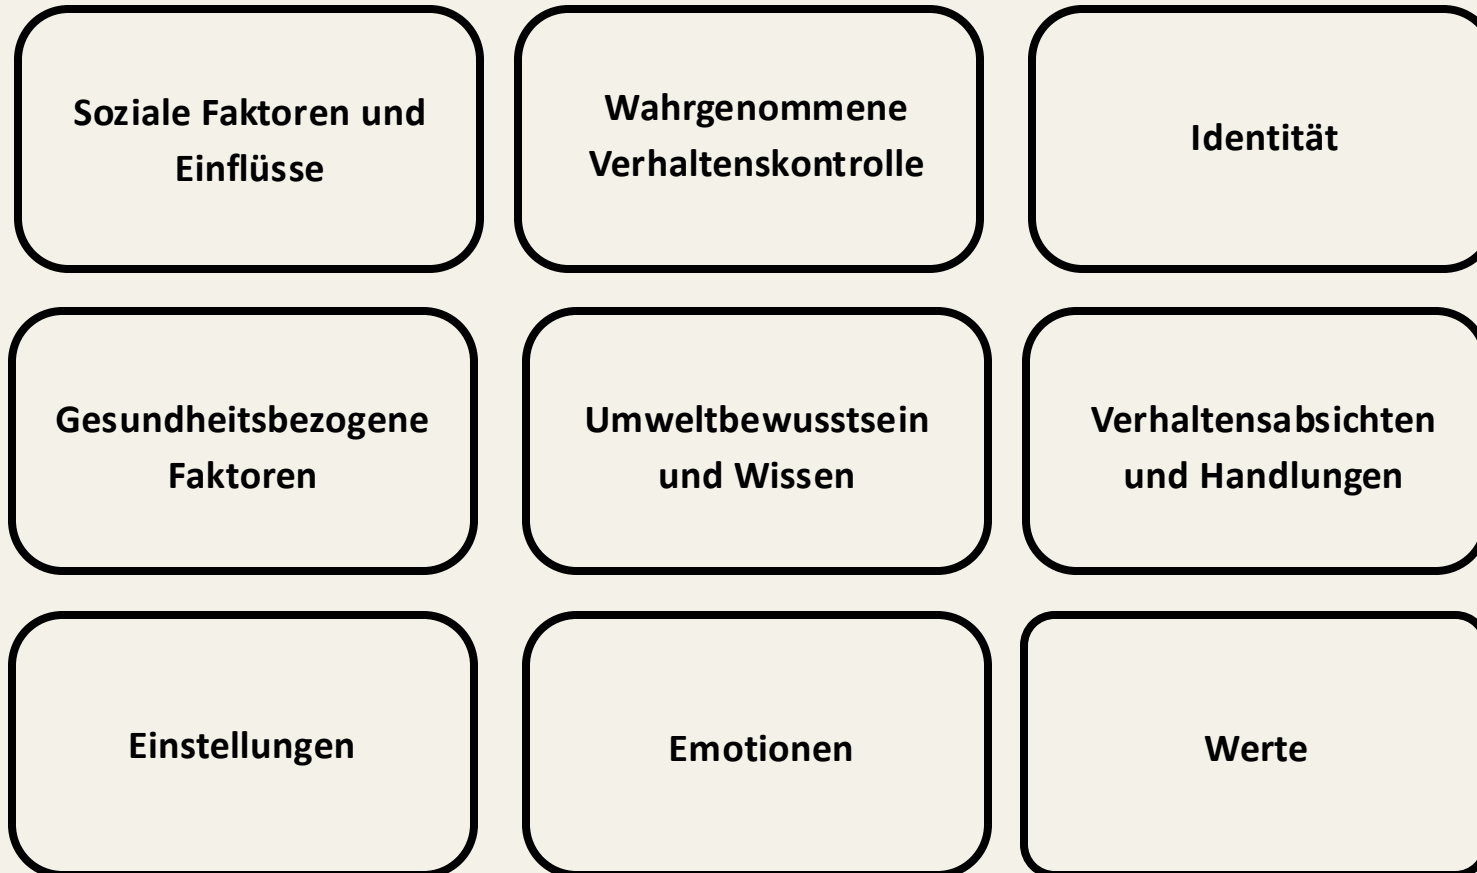 Soziale Faktoren und
Einflüsse
Wahrgenommene
Verhaltenskontrolle
Identität
Gesundheitsbezogene
Faktoren
Umweltbewusstsein
und Wissen
Verhaltensabsichten
und Handlungen
Einstellungen
Emotionen
Werte